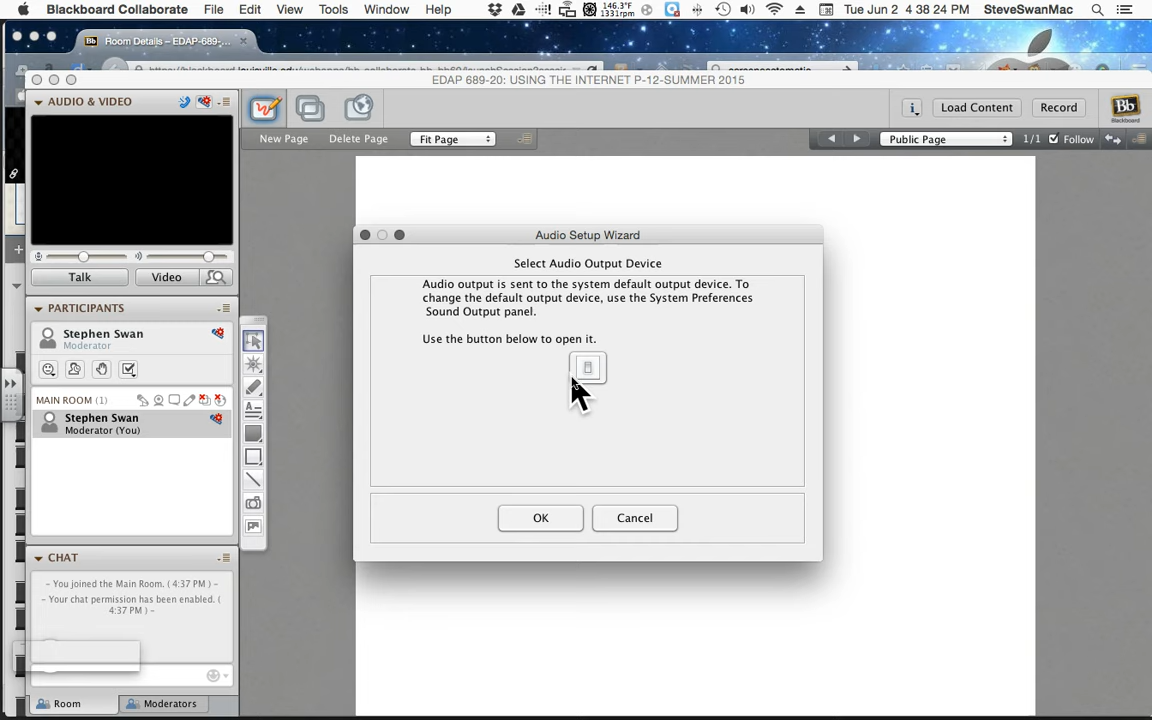 Blackboard Collaborate File Edit View Tools Window Help
146.3°F
1331rpm
Tue Jun 2 4 38 24 PM SteveSwanMac
Room Details – EDAP-689-...
EDAP 689-20: USING THE INTERNET P-12-SUMMER 2015
AUDIO & VIDEO
Load Content
Record
Bb
Blackboard
New Page Delete Page Fit Page
Public Page 1/1 Follow
Talk Video
PARTICIPANTS
Stephen Swan
Moderator
MAIN ROOM (1)
Stephen Swan
Moderator (You)
Audio Setup Wizard
Select Audio Output Device
Audio output is sent to the system default output device. To
change the default output device, use the System Preferences
Sound Output panel.
Use the button below to open it.
OK Cancel
CHAT
– You joined the Main Room. ( 4:37 PM ) –
– Your chat permission has been enabled. (
4:37 PM ) –
Room Moderators